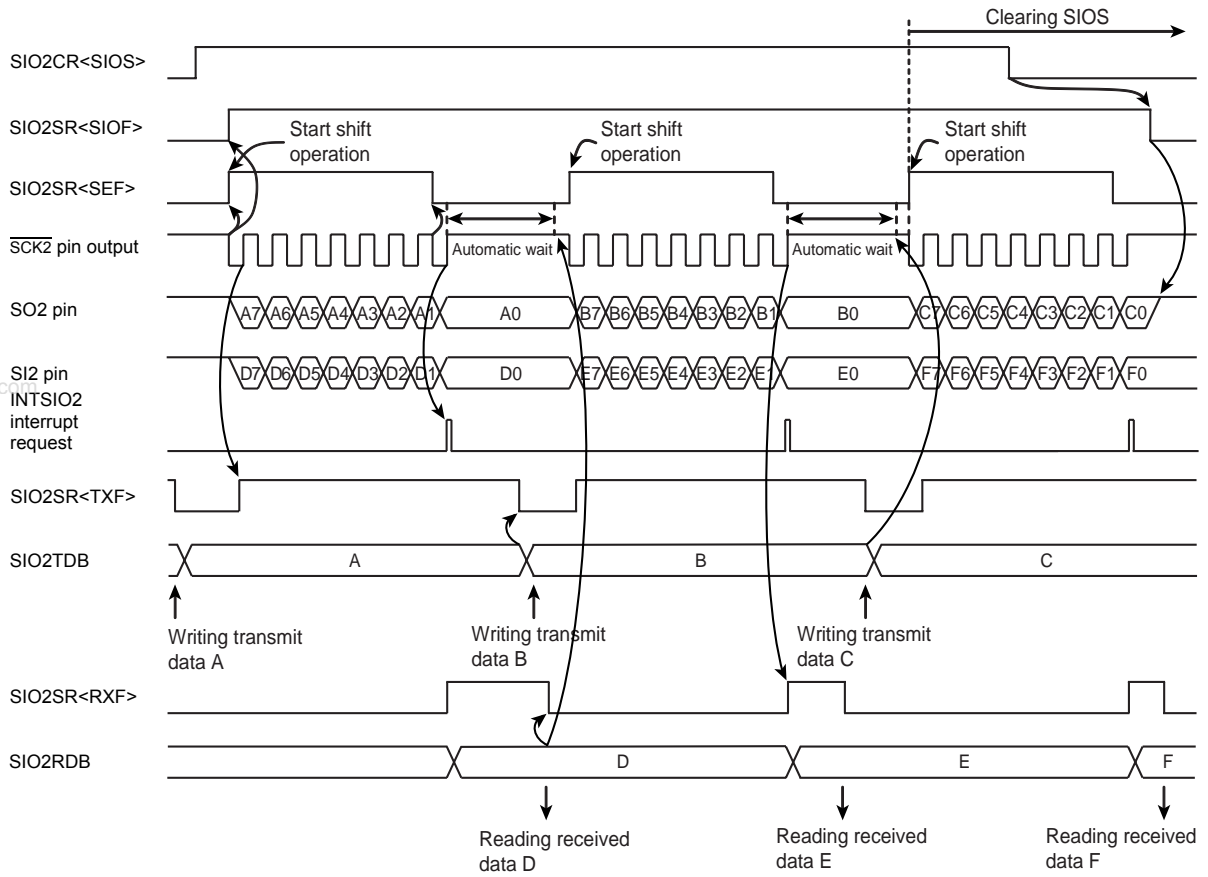 Clearing SIOS
SIO2CR<SIOS>
SIO2SR<SIOF>
Start shift
operation
Start shift
operation
Start shift
operation
SIO2SR<SEF>
SCK2 pin output
Automatic wait
Automatic wait
SO2 pin
A7 A6 A5 A4 A3 A2 A1 A0 B7 B6 B5 B4 B3 B2 B1 B0 C7 C6 C5 C4 C3 C2 C1 C0
SI2 pin
D7 D6 D5 D4 D3 D2 D1 D0 E7 E6 E5 E4 E3 E2 E1 E0 F7 F6 F5 F4 F3 F2 F1 F0
com
INTSIO2
interrupt
request
SIO2SR<TXF>
SIO2TDB
A B C
Writing transmit
data A
Writing transmit
data B
Writing transmit
data C
SIO2SR<RXF>
SIO2RDB
D E F
Reading received
data D
Reading received
data E
Reading received
data F